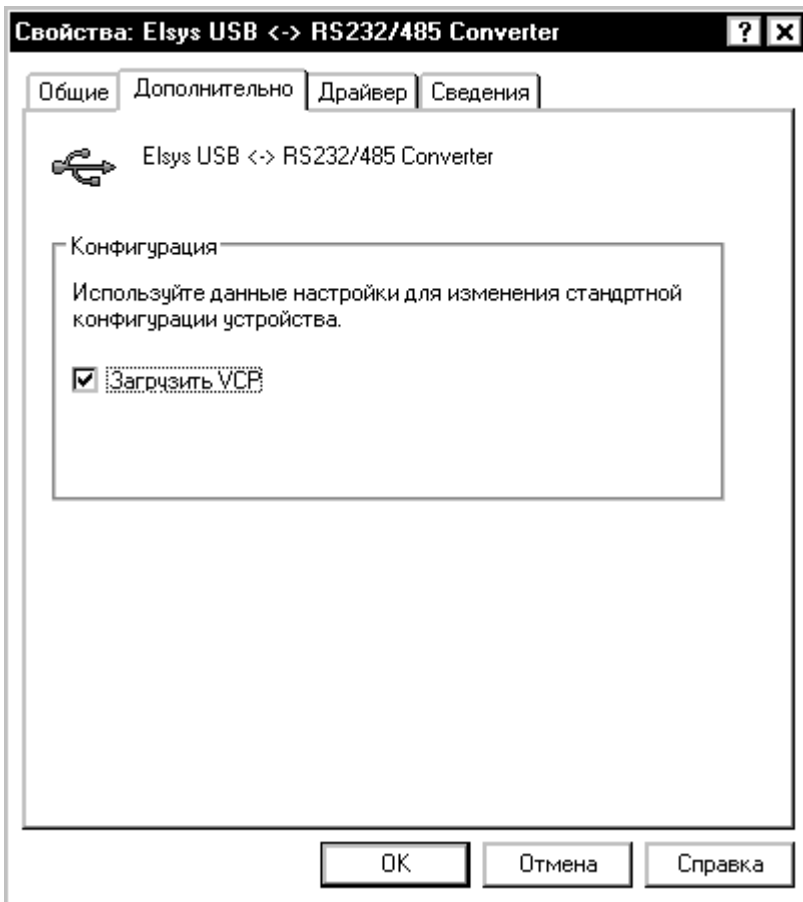 Свойства: Elsys USB <-> RS232/485 Converter
Общие Дополнительно Драйвер Сведения
Elsys USB <-> RS232/485 Converter
Конфигурация
Используйте данные настройки для изменения стандртной
конфигурации устройства.
Загрузить VCP
OK Отмена Справка